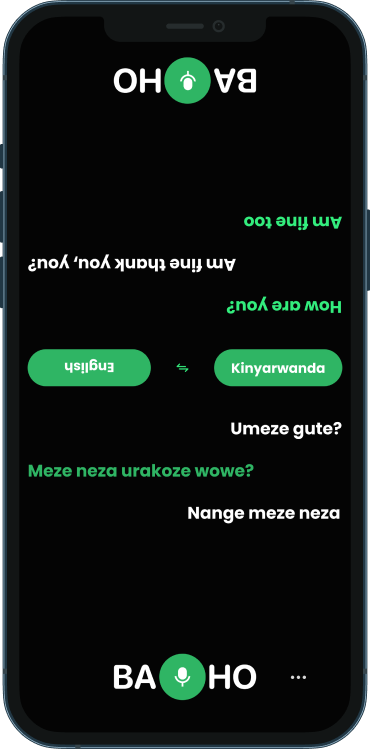 BA HO
Am fine too
Am fine thank you, you?
How are you?
English Kinyarwanda
Umeze gute?
Meze neza urakoze wowe?
Nange meze neza
BA HO